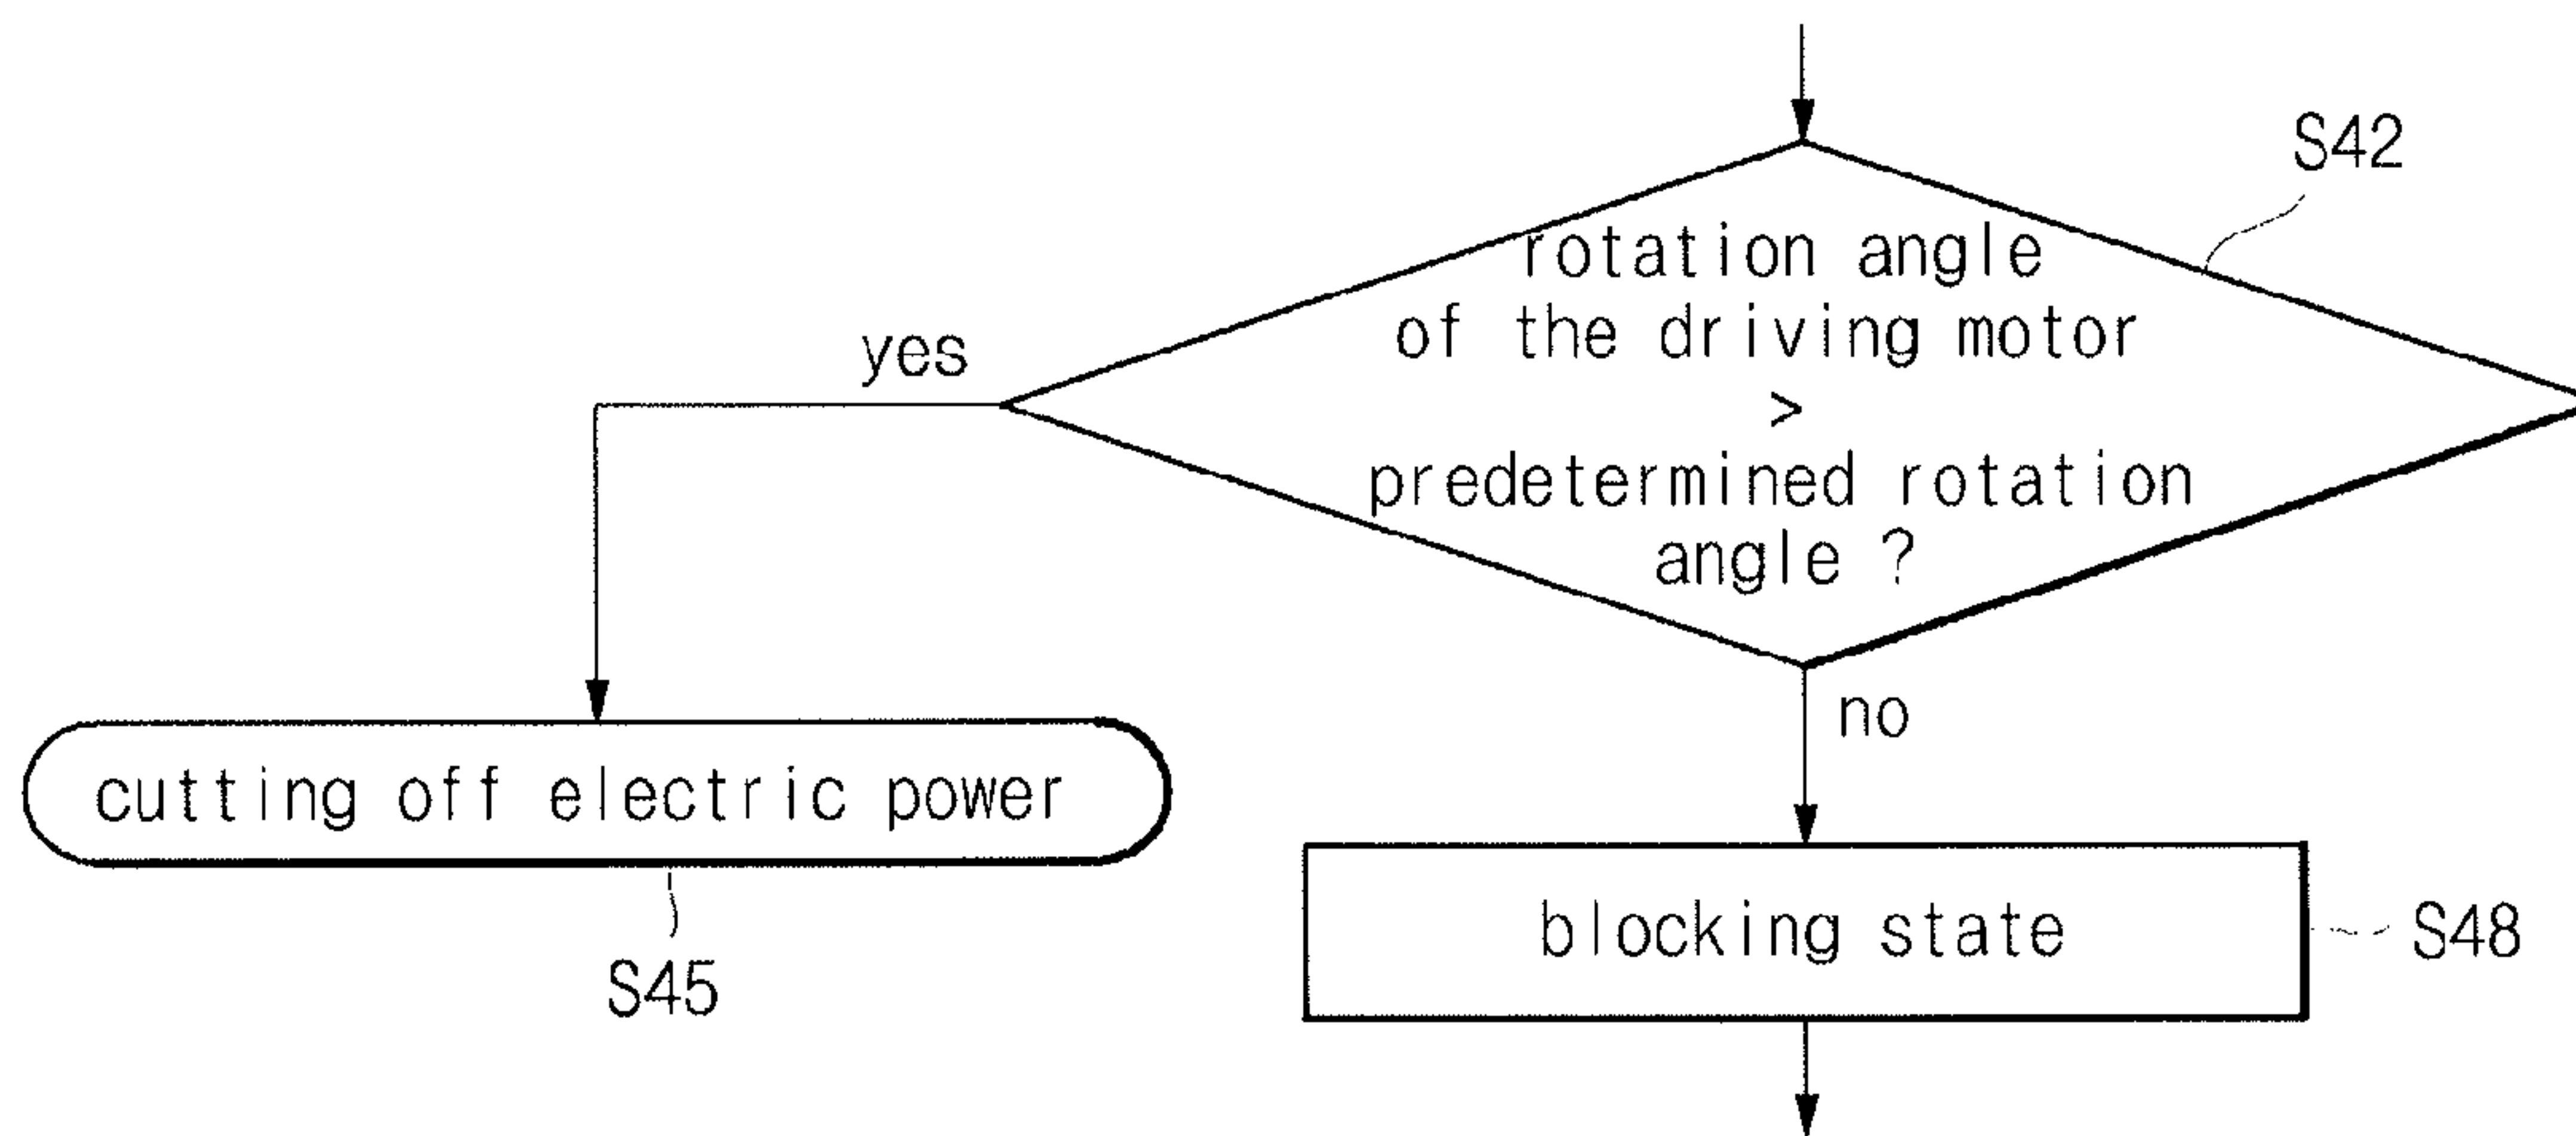 S42
rotation angle
of the driving motor
>
predetermined rotation
angle ?
yes
no
cutting off electric power
S45
blocking state
S48